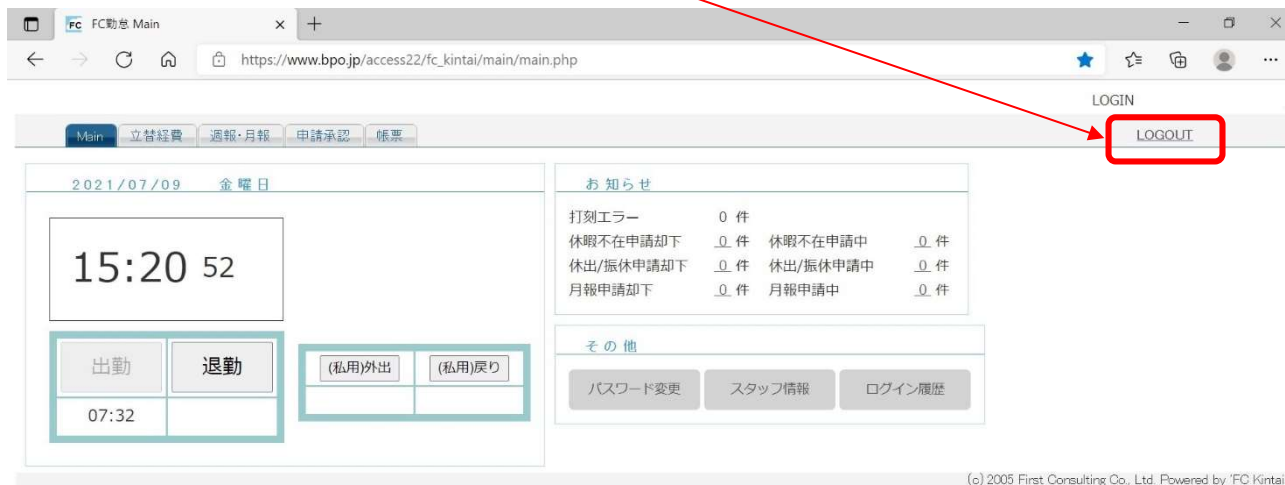 FC FC勤怠 Main
https://www.bpo.jp/access22/fc_kintai/main/main.php
LOGIN
Main 立替経費 週報・月報 申請承認 帳票 LOGOUT
2021/07/09 金曜日
15:20 52
出勤 退勤
07:32
(私用)外出 (私用)戻り
お知らせ
打刻エラー 0 件
休暇不在申請却下 0 件 休暇不在申請中 0 件
休出/振休申請却下 0 件 休出/振休申請中 0 件
月報申請却下 0 件 月報申請中 0 件
その他
パスワード変更 スタッフ情報 ログイン履歴
(c) 2005 First Consulting Co., Ltd. Powered by 'FC Kintai